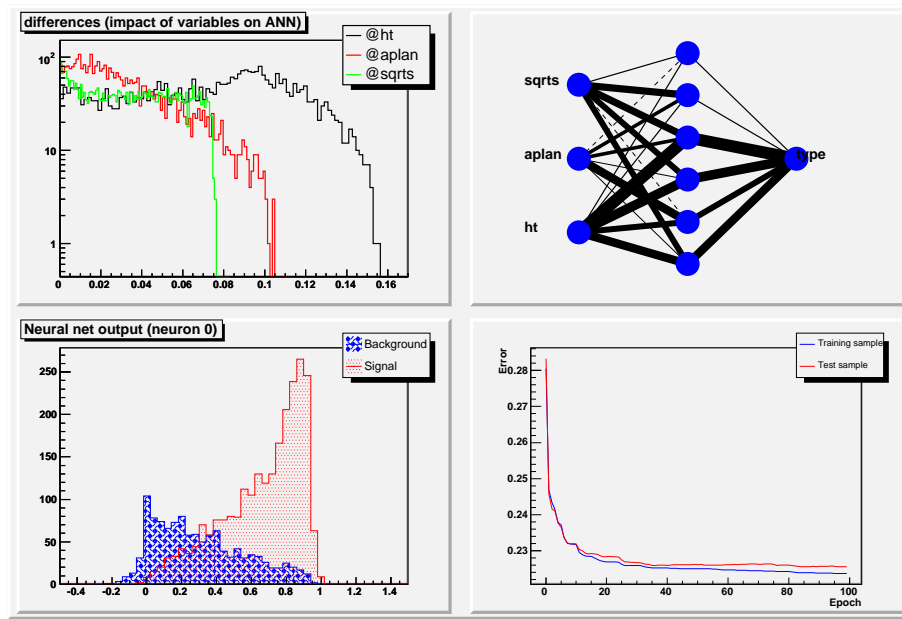 differences (impact of variables on ANN)
@ht
@aplan
@sqrts
10²
10
1
0 0.02 0.04 0.06 0.08 0.1 0.12 0.14 0.16
sqrts
aplan
ht
type
Neural net output (neuron 0)
Background
Signal
250
200
150
100
50
0
-0.4 -0.2 0 0.2 0.4 0.6 0.8 1 1.2 1.4
Error
Training sample
Test sample
0.28
0.27
0.26
0.25
0.24
0.23
0 20 40 60 80 100
Epoch